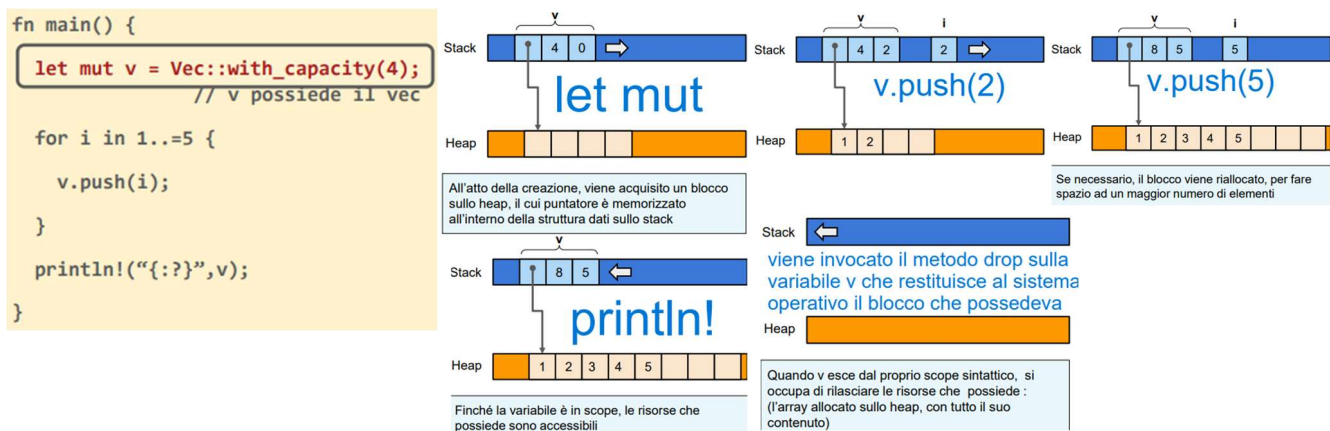 fn main() {
let mut v = Vec::with_capacity(4);
// v possiede il vec
for i in 1..=5 {
v.push(i);
}
println!(“{:?}”,v);
}
v
Stack
4 0
let mut
Heap
All’atto della creazione, viene acquisito un blocco
sullo heap, il cui puntatore è memorizzato
all’interno della struttura dati sullo stack
v i
Stack
4 2 2
v.push(2)
Heap
1 2
v i
Stack
8 5 5
v.push(5)
Heap
1 2 3 4 5
Se necessario, il blocco viene riallocato, per fare
spazio ad un maggior numero di elementi
v
Stack
8 5
println!
Heap
1 2 3 4 5
Finché la variabile è in scope, le risorse che
possiede sono accessibili
Stack
viene invocato il metodo drop sulla
variabile v che restituisce al sistema
operativo il blocco che possedeva
Heap
Quando v esce dal proprio scope sintattico, si
occupa di rilasciare le risorse che possiede :
(l’array allocato sullo heap, con tutto il suo
contenuto)